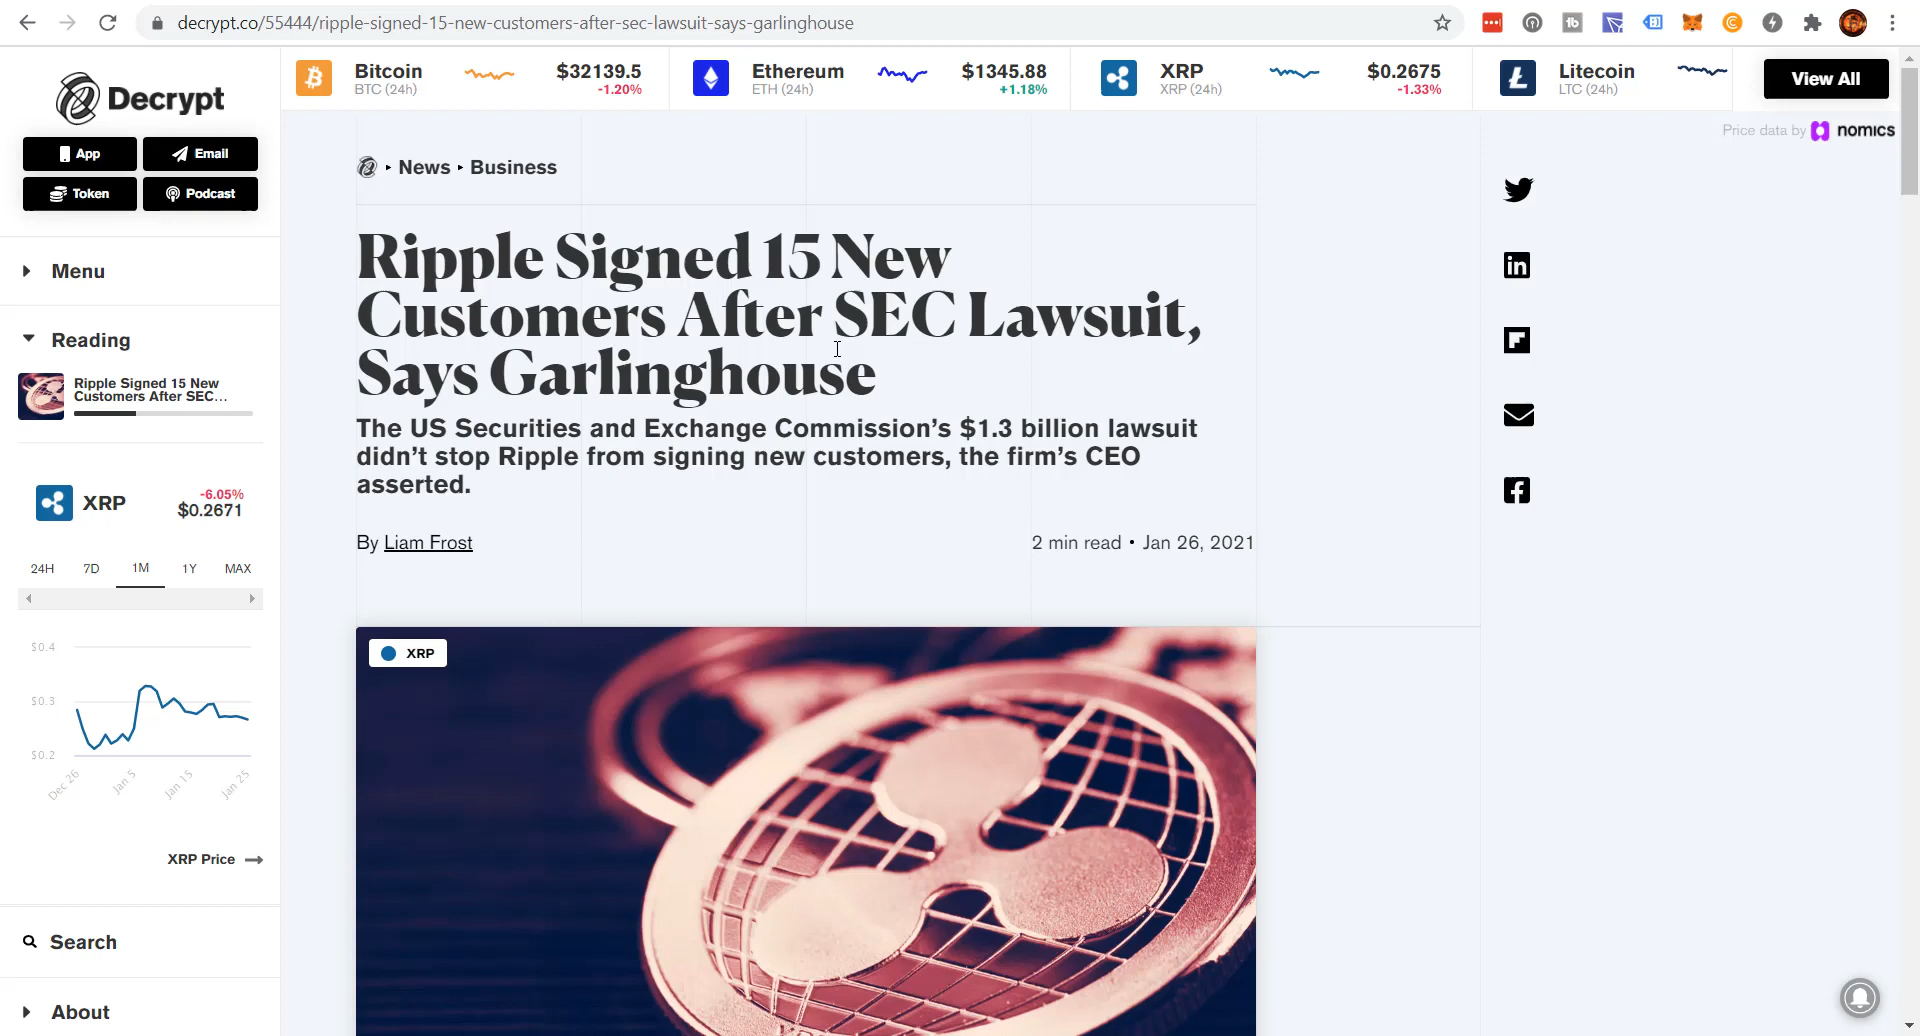 decrypt.co/55444/ripple-signed-15-new-customers-after-sec-lawsuit-says-garlinghouse
Decrypt
App
Email
Token
Podcast
Menu
Reading
Ripple Signed 15 New
Customers After SEC...
XRP
-6.05%
$0.2671
24H
7D
1M
1Y
MAX
$0.4
$0.3
$0.2
Dec 26
Jan 5
Jan 15
Jan 25
XRP Price
Search
About
Bitcoin
BTC (24h)
$32139.5
-1.20%
Ethereum
ETH (24h)
$1345.88
+1.18%
XRP
XRP (24h)
$0.2675
-1.33%
Litecoin
LTC (24h)
View All
Price data by nomics
News
Business
Ripple Signed 15 New
Customers After SEC Lawsuit,
Says Garlinghouse
The US Securities and Exchange Commission’s $1.3 billion lawsuit
didn’t stop Ripple from signing new customers, the firm’s CEO
asserted.
By Liam Frost
2 min read • Jan 26, 2021
XRP